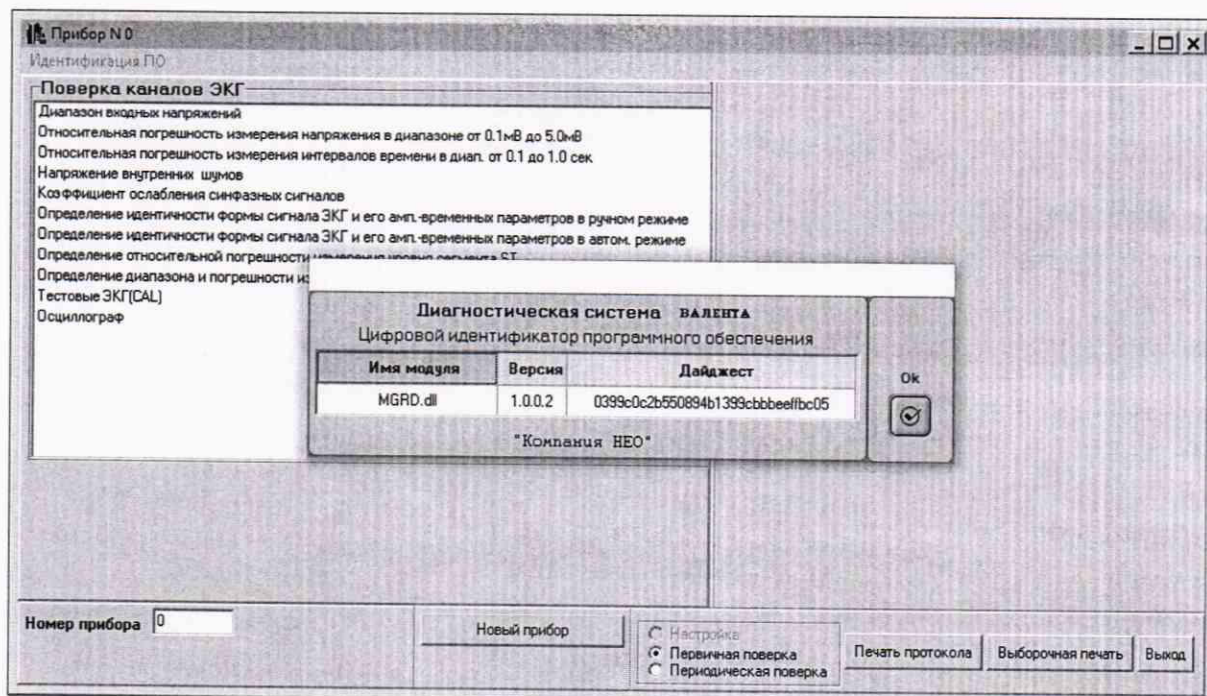 Прибор N 0
Идентификация ПО
Поверка каналов ЭКГ
Диапазон входных напряжений
Относительная погрешность измерения напряжения в диапазоне от 0.1мВ до 5.0мВ
Относительная погрешность измерения интервалов времени в диап. от 0.1 до 1.0 сек
Напряжение внутренних шумов
Коэффициент ослабления синфазных сигналов
Определение идентичности формы сигнала ЭКГ и его амп.-временных параметров в ручном режиме
Определение идентичности формы сигнала ЭКГ и его амп.-временных параметров в автом. режиме
Определение относительной погрешности измерения уровня сегмента ST
Определение диапазона и погрешности из
Тестовые ЭКГ(CAL)
Осциллограф
Диагностическая система ВАЛЕНТА
Цифровой идентификатор программного обеспечения
Имя модуля Версия Дайджест
MGRD.dll 1.0.0.2 0399c0c2b550894b1399cbbbeeffbc05
"Компания НЕО"
Ok
Номер прибора 0
Новый прибор
Настройка
Первичная поверка
Периодическая поверка
Печать протокола
Выборочная печать
Выход